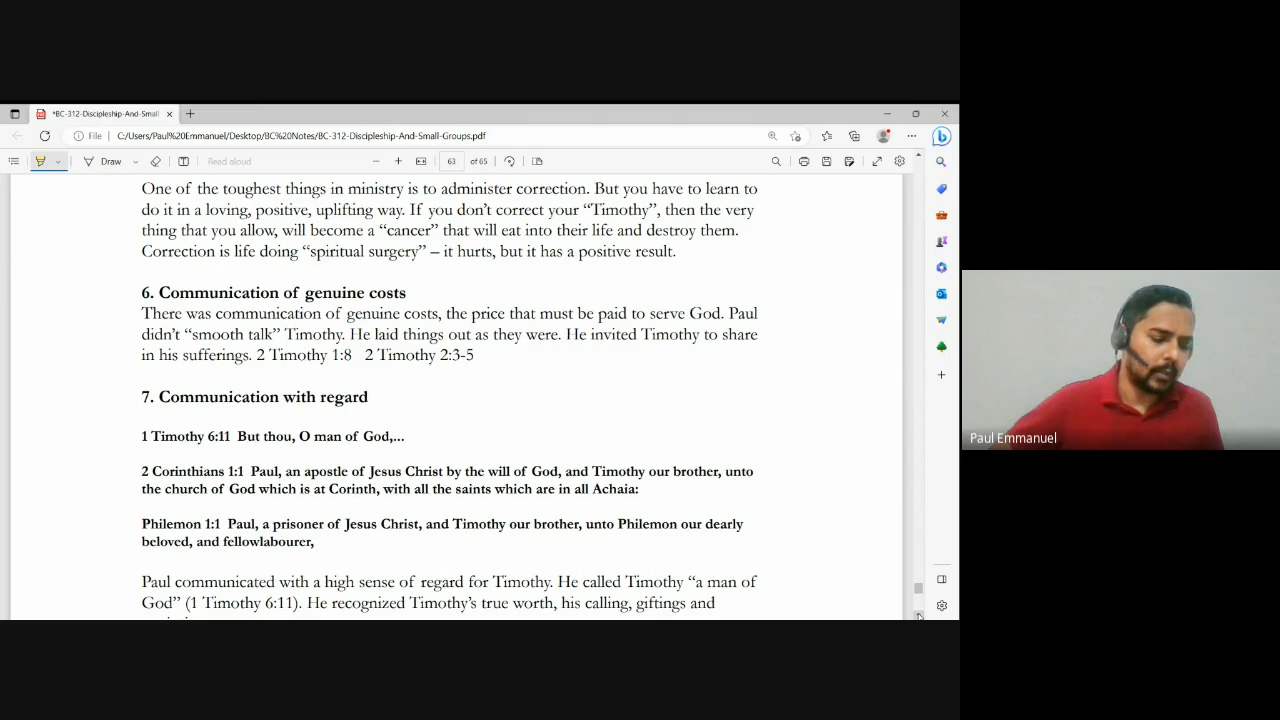 *BC-312-Discipleship-And-Small
File
C:/Users/Paul%20Emmanuel/Desktop/BC%20Notes/BC-312-Discipleship-And-Small-Groups.pdf
Draw
Read aloud
63 of 65
One of the toughest things in ministry is to administer correction. But you have to learn to
do it in a loving, positive, uplifting way. If you don’t correct your “Timothy”, then the very
thing that you allow, will become a “cancer” that will eat into their life and destroy them.
Correction is life doing “spiritual surgery” – it hurts, but it has a positive result.
6. Communication of genuine costs
There was communication of genuine costs, the price that must be paid to serve God. Paul
didn’t “smooth talk” Timothy. He laid things out as they were. He invited Timothy to share
in his sufferings. 2 Timothy 1:8 2 Timothy 2:3-5
7. Communication with regard
1 Timothy 6:11 But thou, O man of God,...
2 Corinthians 1:1 Paul, an apostle of Jesus Christ by the will of God, and Timothy our brother, unto
the church of God which is at Corinth, with all the saints which are in all Achaia:
Philemon 1:1 Paul, a prisoner of Jesus Christ, and Timothy our brother, unto Philemon our dearly
beloved, and fellowlabourer,
Paul communicated with a high sense of regard for Timothy. He called Timothy “a man of
God” (1 Timothy 6:11). He recognized Timothy’s true worth, his calling, giftings and
Paul Emmanuel